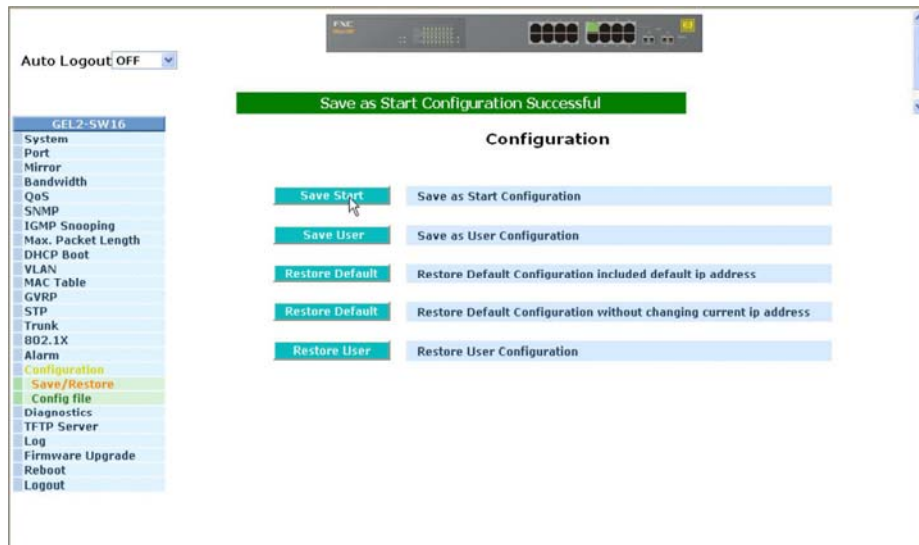 FXC
Auto Logout OFF
Save as Start Configuration Successful
GEL2-SW16
System
Port
Mirror
Bandwidth
QoS
SNMP
IGMP Snooping
Max. Packet Length
DHCP Boot
VLAN
MAC Table
GVRP
STP
Trunk
802.1X
Alarm
Configuration
Save/Restore
Config file
Diagnostics
TFTP Server
Log
Firmware Upgrade
Reboot
Logout
Configuration
Save Start Save as Start Configuration
Save User Save as User Configuration
Restore Default Restore Default Configuration included default ip address
Restore Default Restore Default Configuration without changing current ip address
Restore User Restore User Configuration